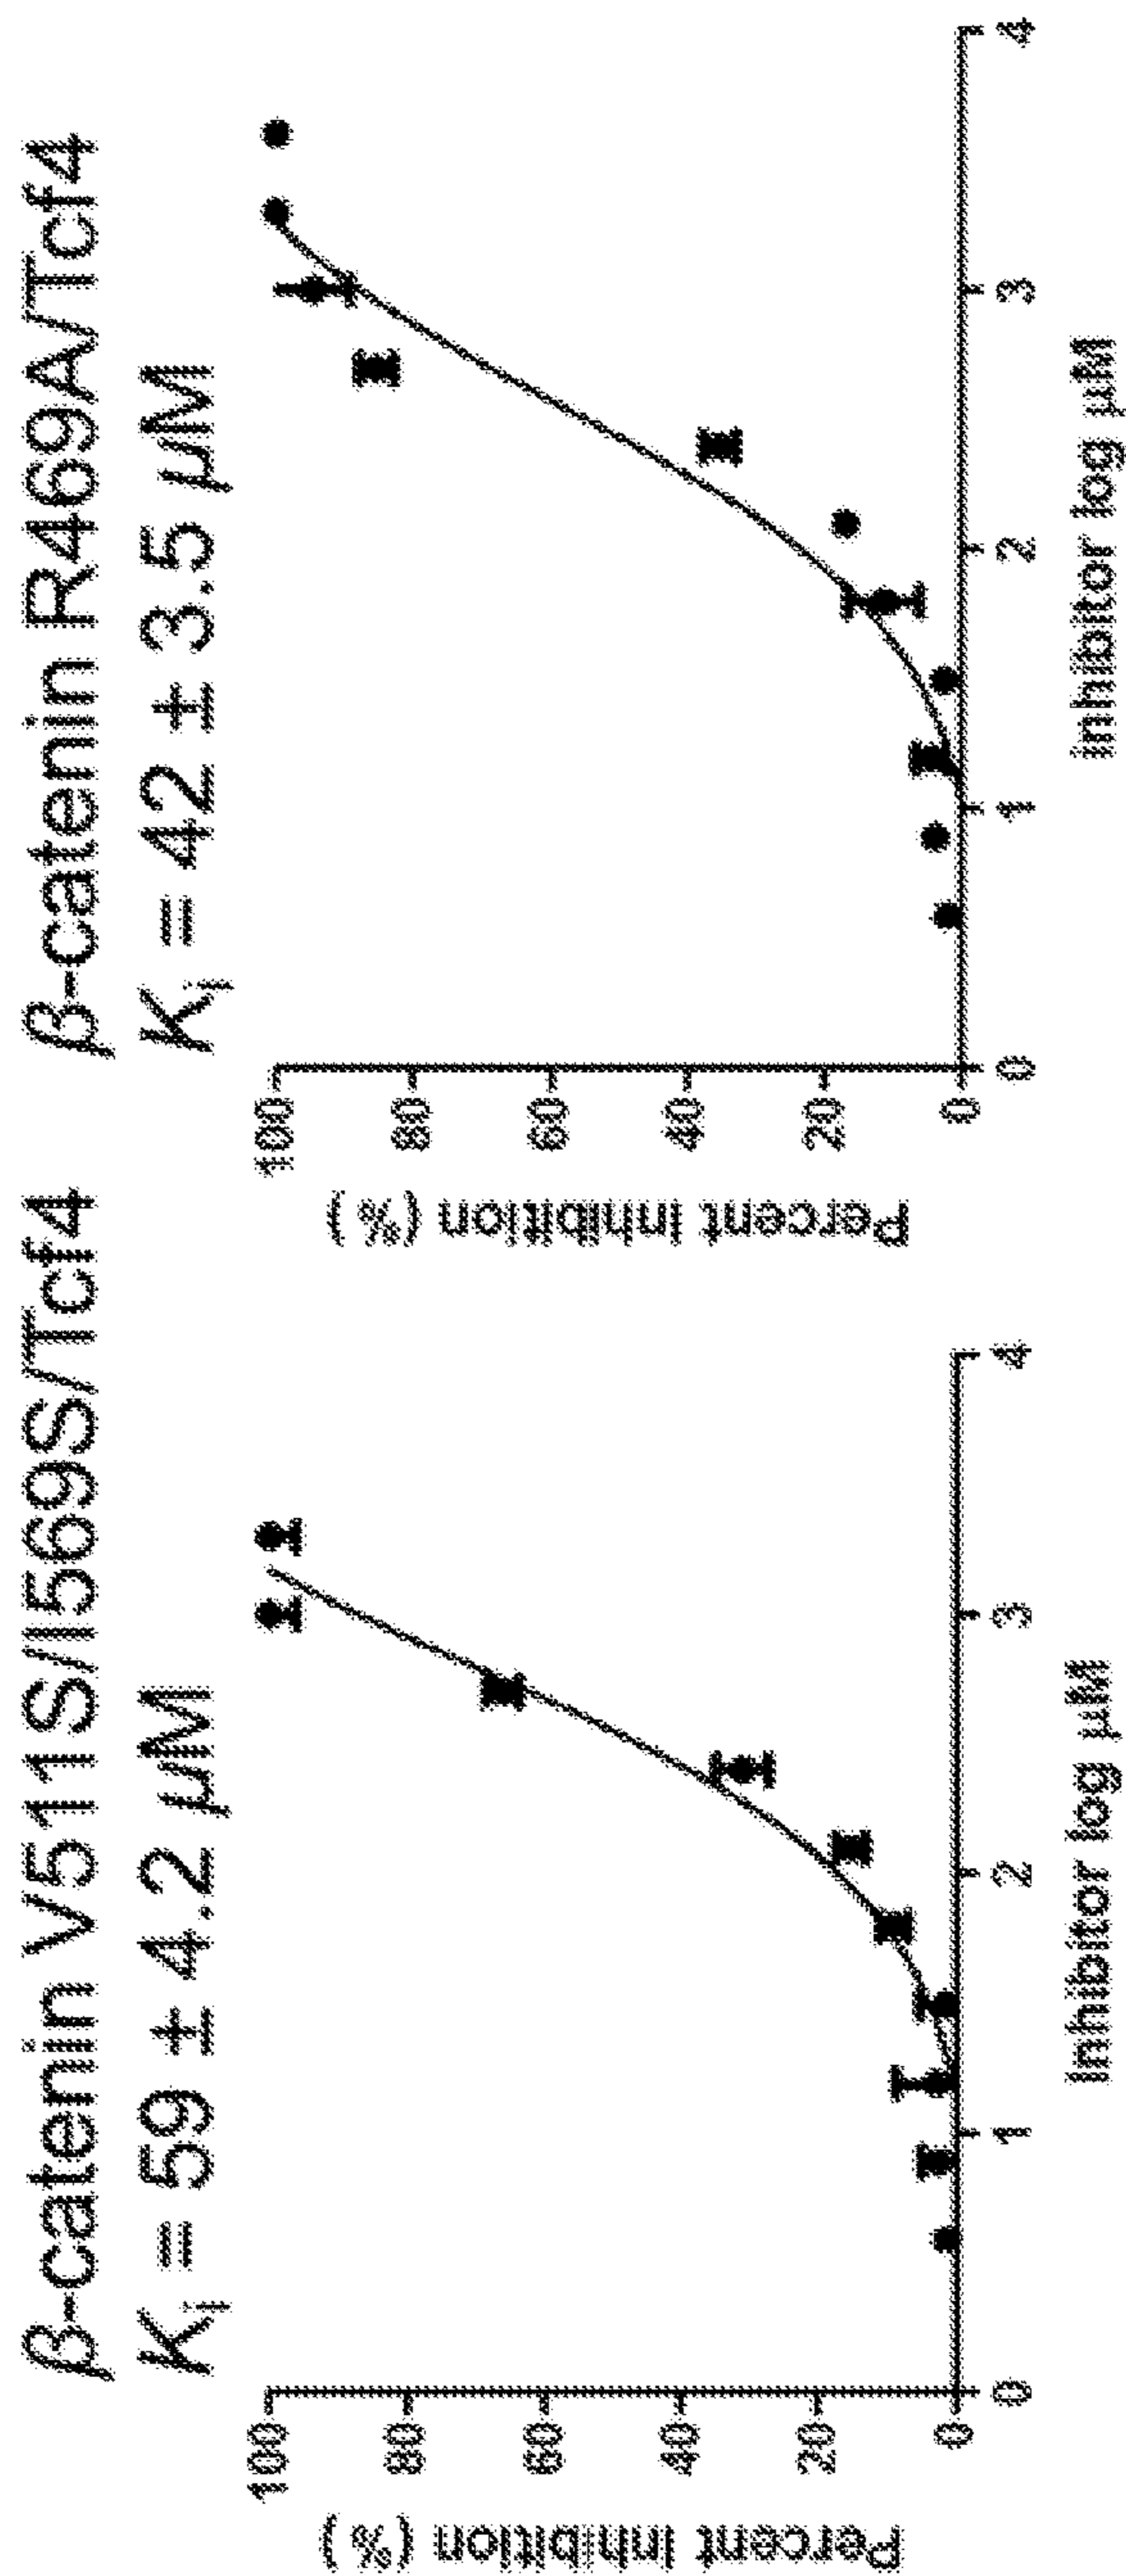 β-catenin V511S/I569S/Tcf4
Ki = 59 ± 4.2 μM
Percent inhibition (%)
100
80
60
40
20
0
0
1
2
3
4
Inhibitor log μM
β-catenin R469A/Tcf4
Ki = 42 ± 3.5 μM
Percent inhibition (%)
100
80
60
40
20
0
0
1
2
3
4
Inhibitor log μM